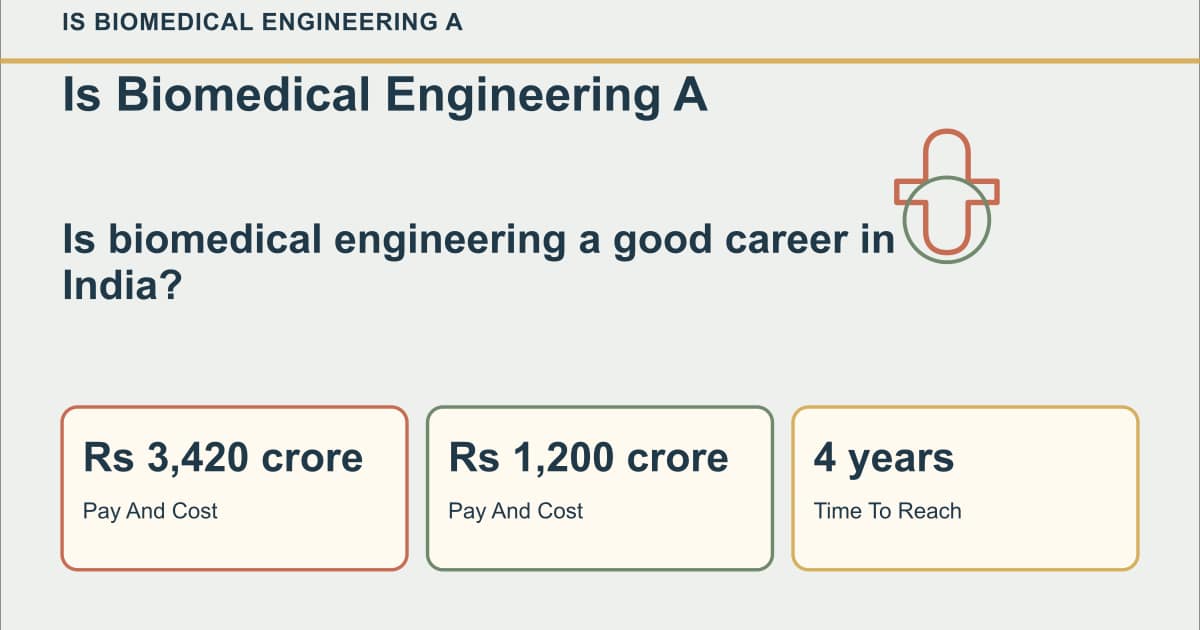 IS BIOMEDICAL ENGINEERING A
Is Biomedical Engineering A
Is biomedical engineering a good career in
India?
Rs 3,420 crore
Pay And Cost
Rs 1,200 crore
Pay And Cost
4 years
Time To Reach